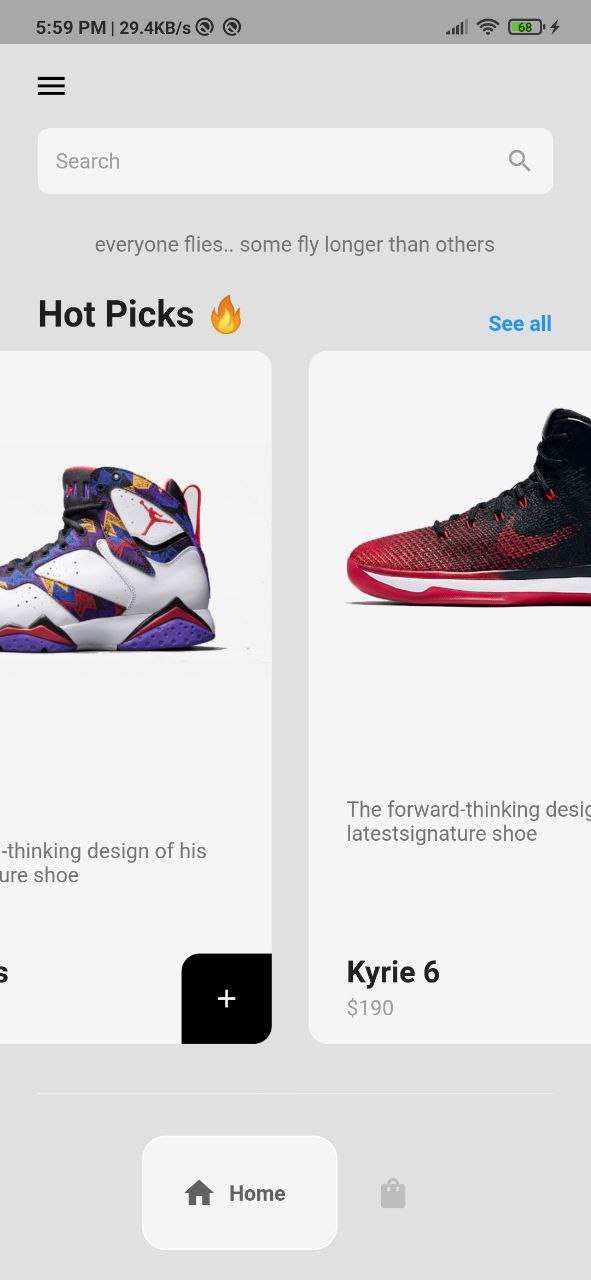 5:59 PM | 29.4KB/s
68
Search
everyone flies.. some fly longer than others
Hot Picks 🔥
See all
-thinking design of his
ure shoe
s
+
The forward-thinking desig
latestsignature shoe
Kyrie 6
$190
Home